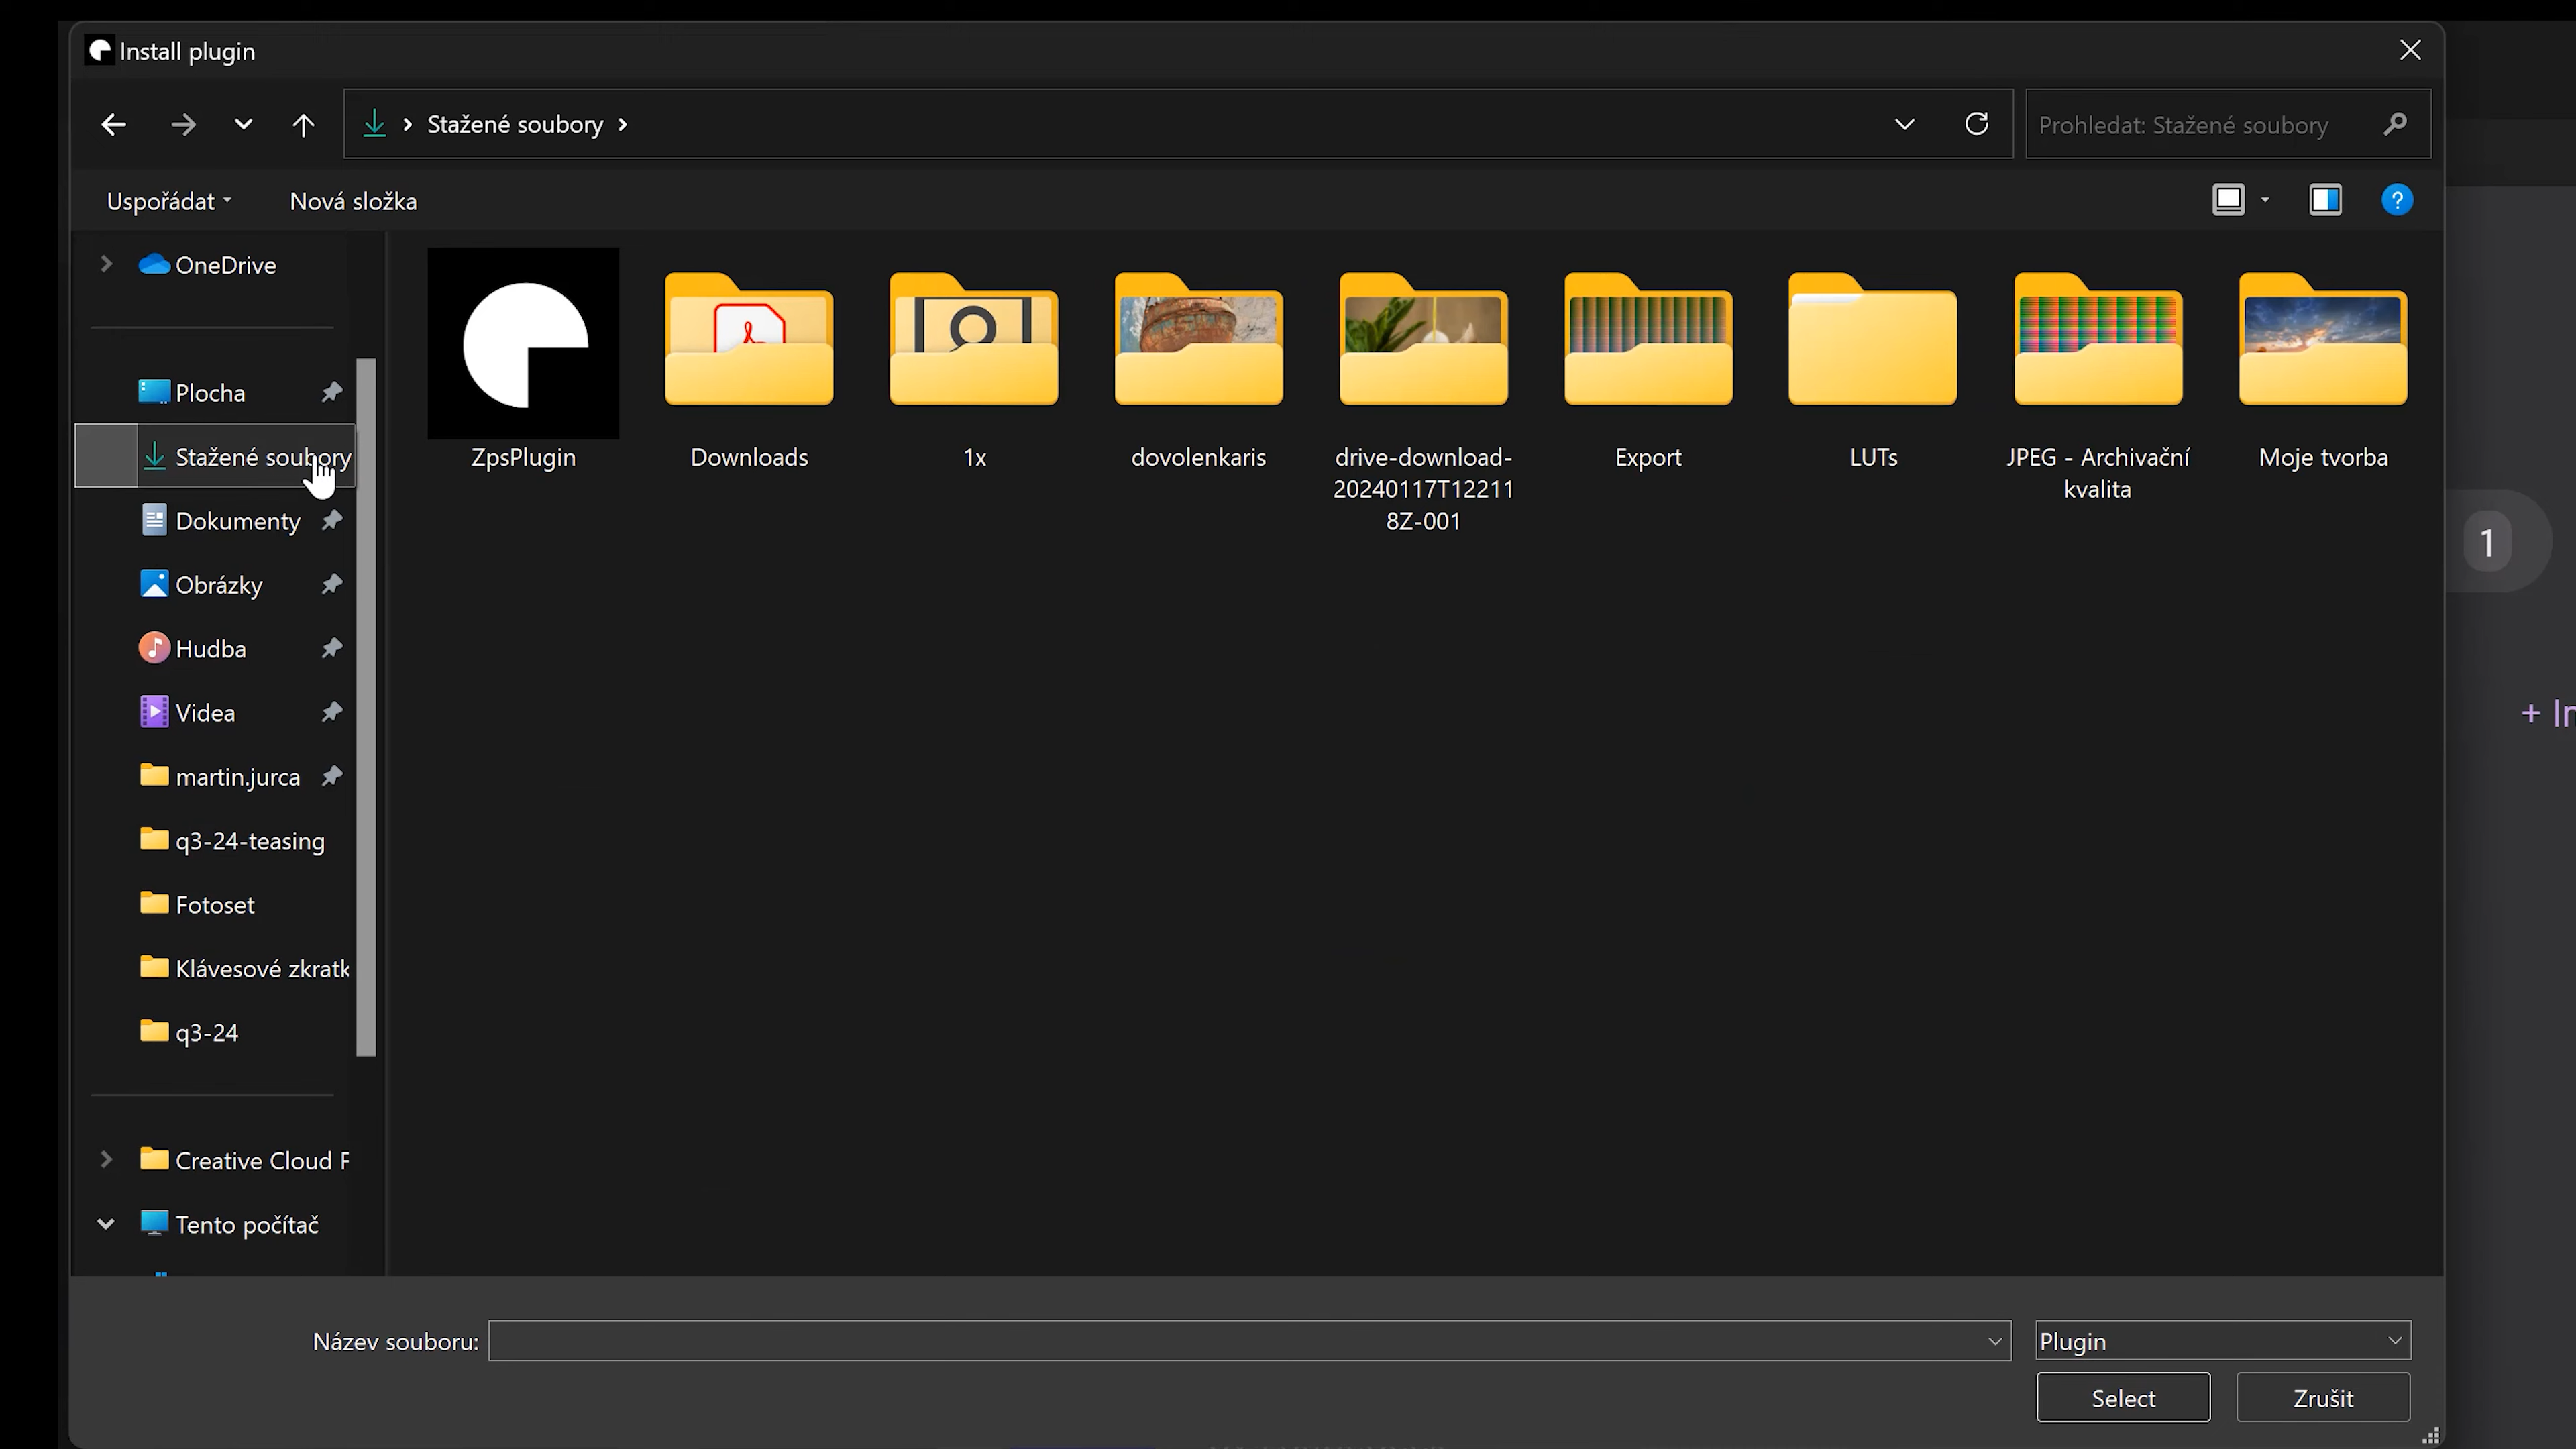 Install plugin
Stažené soubory
Prohledat: Stažené soubory
Uspořádat
Nová složka
?
OneDrive
Plocha
Stažené soubory
Dokumenty
Obrázky
Hudba
Videa
martin.jurca
q3-24-teasing
Fotoset
Klávesové zkratk
q3-24
Creative Cloud F
Tento počítač
ZpsPlugin
Downloads
1x
dovolenkaris
drive-download-
20240117T12211
8Z-001
Export
LUTs
JPEG - Archivační
kvalita
Moje tvorba
1
+ In
Název souboru:
Plugin
Select
Zrušit